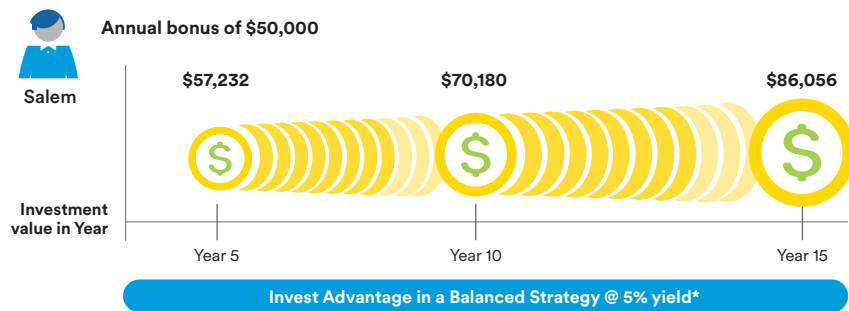 Annual bonus of $50,000
Salem
$57,232
$70,180
$86,056
$
$
$
Investment
value in Year
Year 5
Year 10
Year 15
Invest Advantage in a Balanced Strategy @ 5% yield*